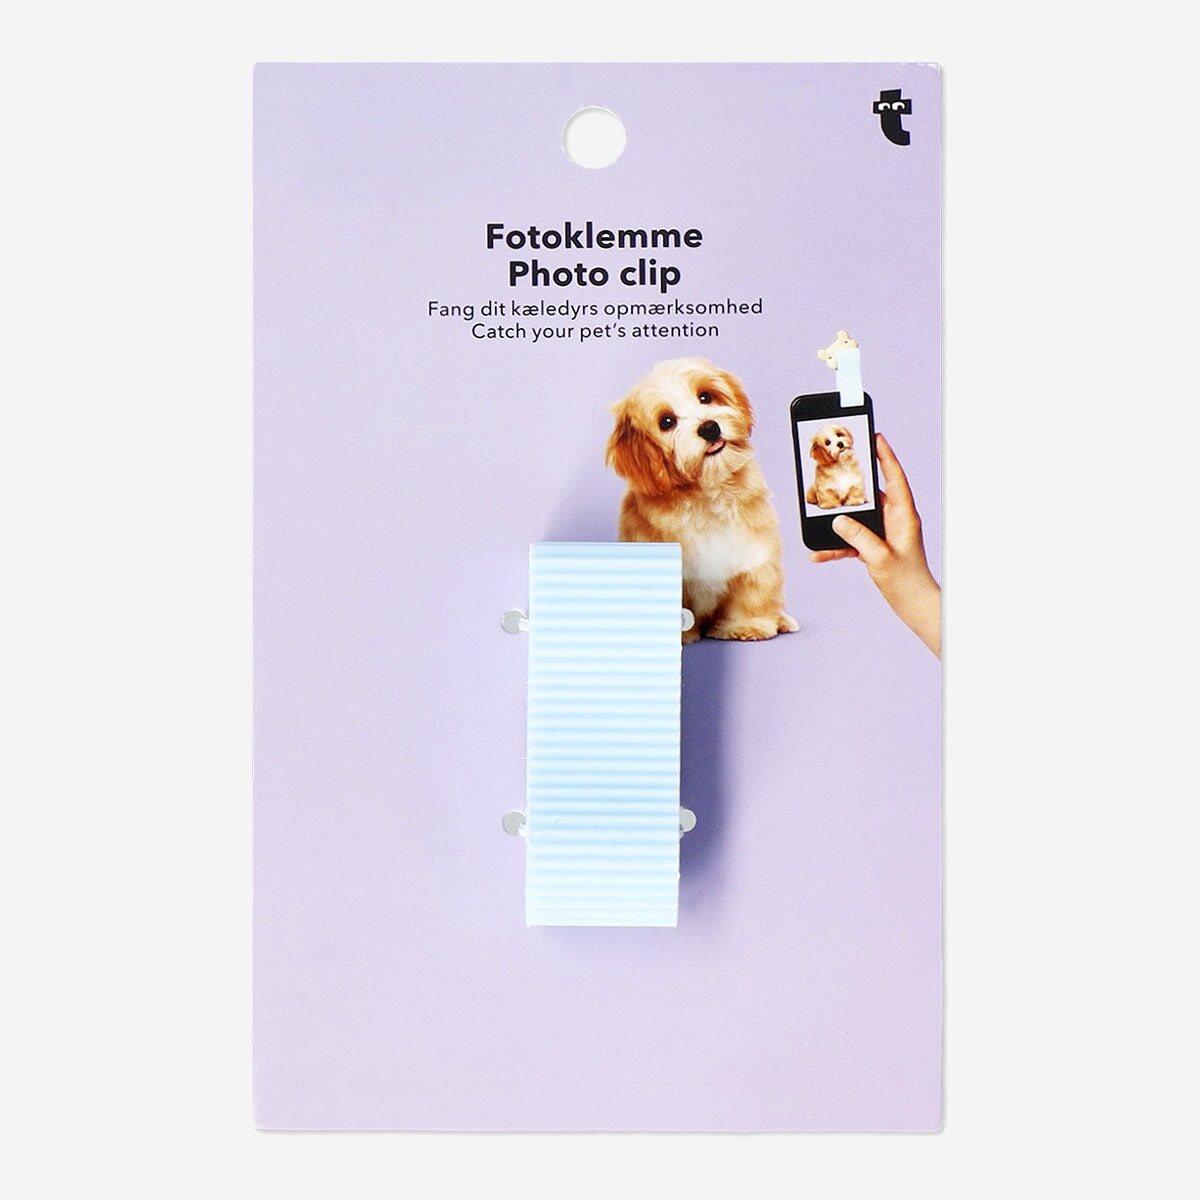 Fotoklemme
Photo clip
Fang dit kæledyrs opmærksomhed
Catch your pet's attention